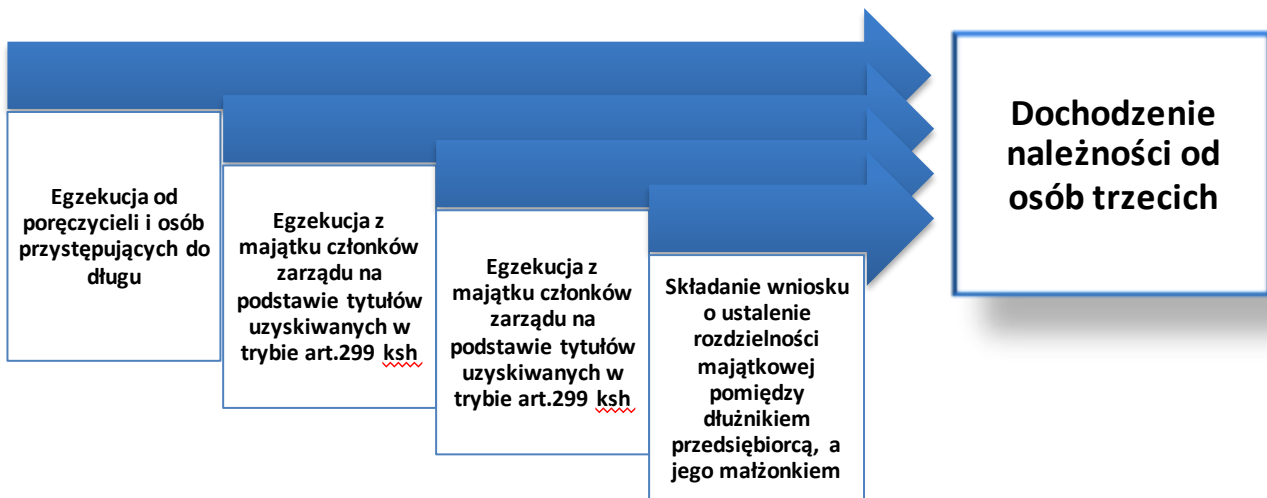 Egzekucja od
poręczycieli i osób
przystępujących do
długu
Egzekucja z
majątku członków
zarządu na
podstawie tytułów
uzyskiwanych w
trybie art.299 ksh
Egzekucja z
majątku członków
zarządu na
podstawie tytułów
uzyskiwanych w
trybie art.299 ksh
Składanie wniosku
o ustalenie
rozdzielności
majątkowej
pomiędzy
dłużnikiem
przedsiębiorcą, a
jego małżonkiem
Dochodzenie
należności od
osób trzecich